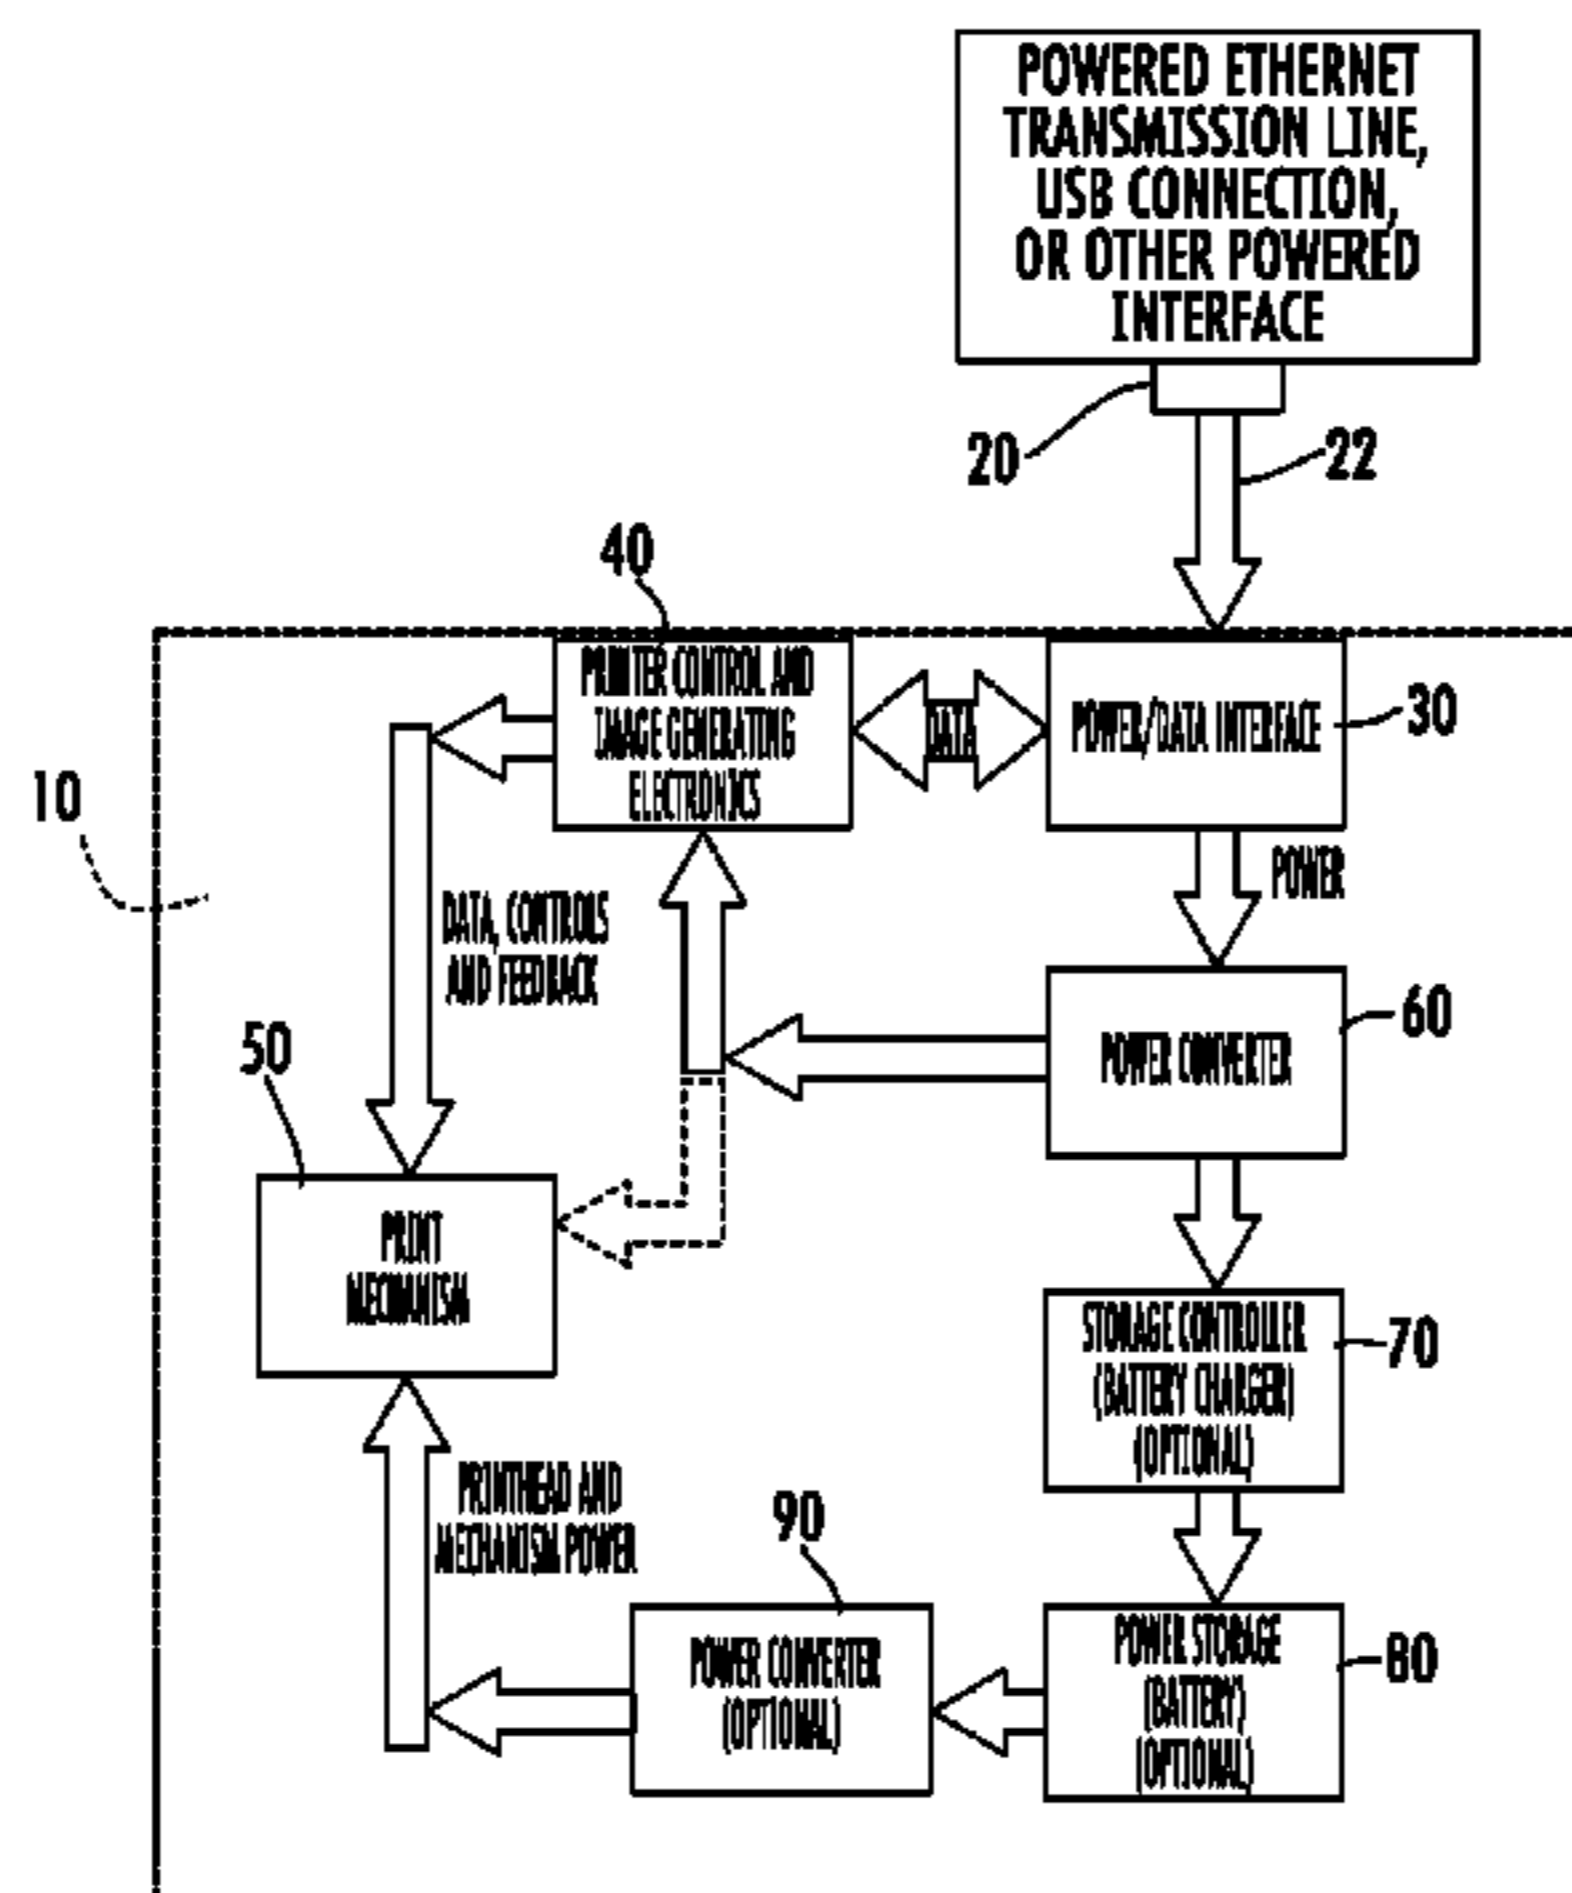 POWERED ETHERNET
TRANSMISSION LINE,
USB CONNECTION,
OR OTHER POWERED
INTERFACE
20
22
40
PRINTER CONTROL AND
IMAGE GENERATING
ELECTRONICS
DATA
POWER/DATA INTERFACE
30
10
POWER
DATA, CONTROLS
AND FEEDBACK
60
POWER CONVERTER
50
PRINT
MECHANISM
STORAGE CONTROLLER
(BATTERY CHARGER)
(OPTIONAL)
70
PRINTHEAD AND
MECHANISM POWER
90
POWER CONVERTER
(OPTIONAL)
POWER STORAGE
(BATTERY)
(OPTIONAL)
80